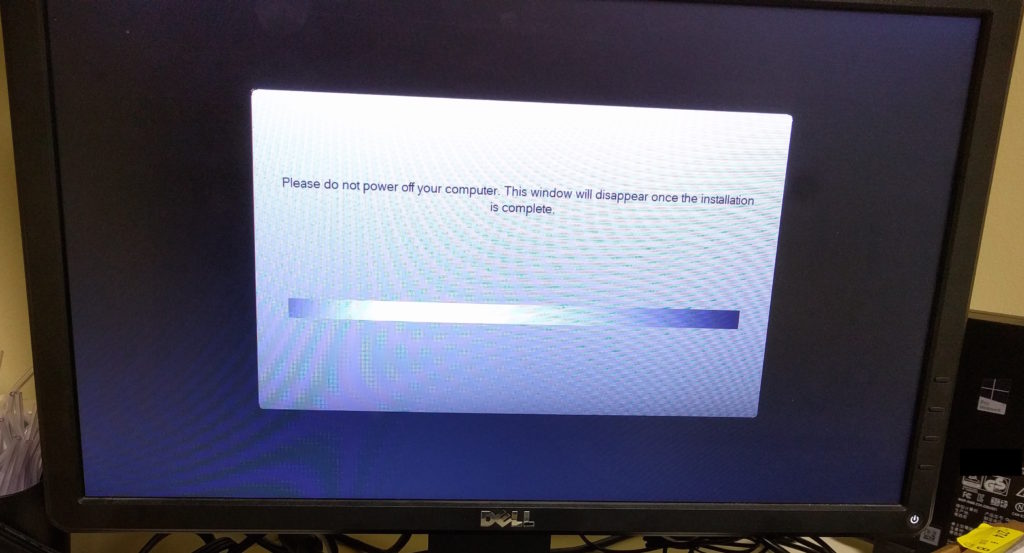 Please do not power off your computer. This window will disappear once the installation
is complete.
DELL